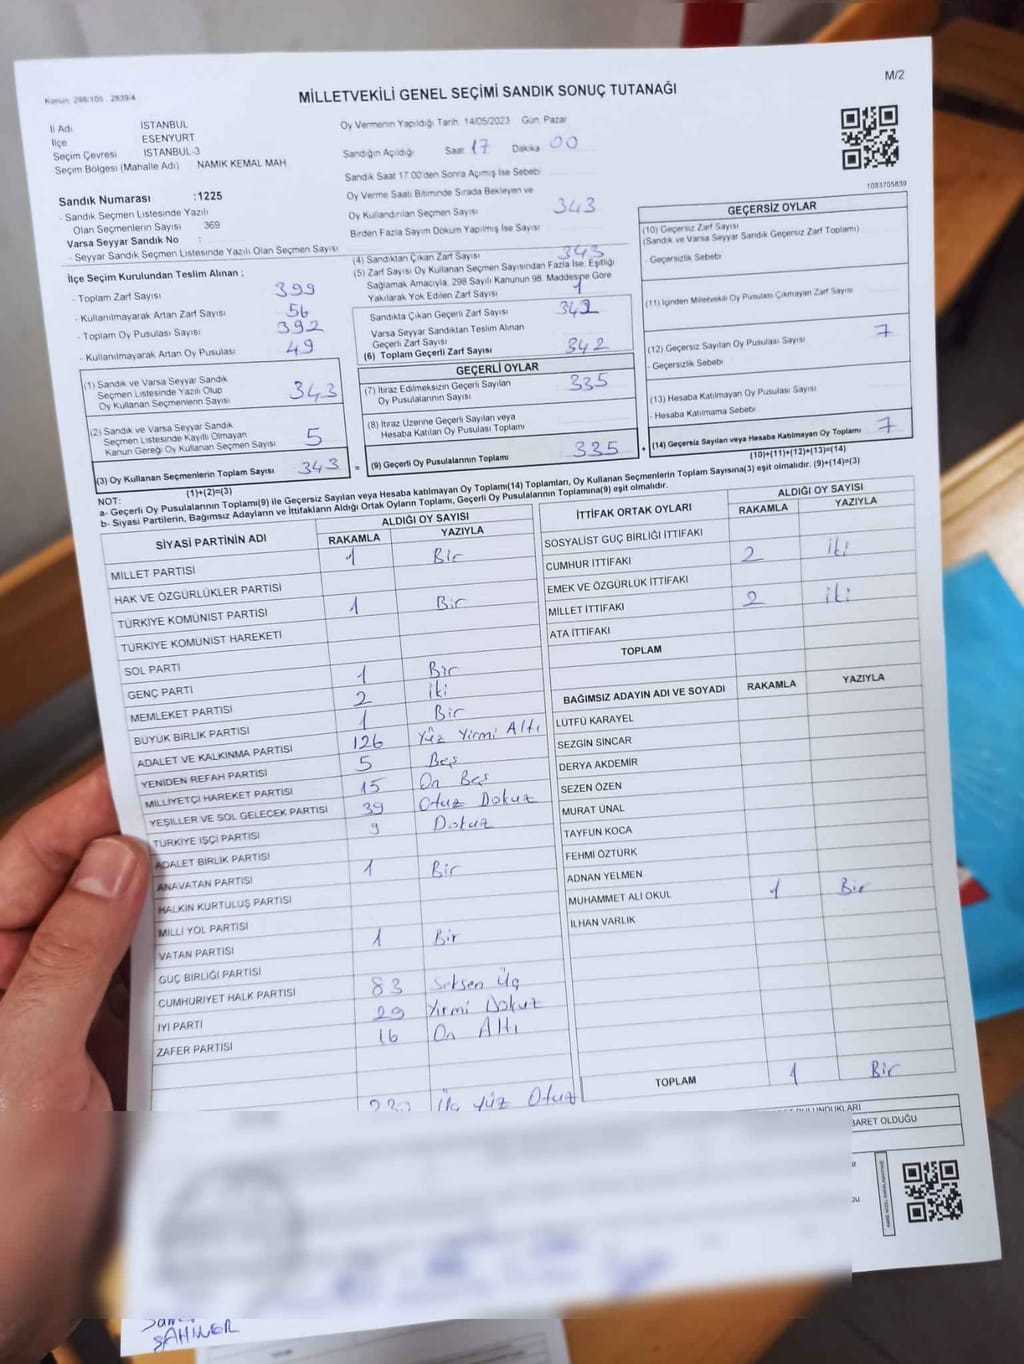 Kanun: 298/105 , 2839/4
M/2
MİLLETVEKİLİ GENEL SEÇİMİ SANDIK SONUÇ TUTANAĞI
İl Adı İSTANBUL
İlçe ESENYURT
Seçim Çevresi İSTANBUL-3
Seçim Bölgesi (Mahalle Adı) NAMIK KEMAL MAH
Oy Vermenin Yapıldığı Tarih: 14/05/2023 Gün: Pazar
Sandığın Açıldığı Saat 17 Dakika 00
Sandık Saat 17:00'den Sonra Açılmış İse Sebebi
Oy Verme Saati Bitiminde Sırada Bekleyen ve
Oy Kullandırılan Seçmen Sayısı 343
Birden Fazla Sayım Döküm Yapılmış İse Sayısı
1083705839
Sandık Numarası :1225
- Sandık Seçmen Listesinde Yazılı
Olan Seçmenlerin Sayısı 369
Varsa Seyyar Sandık No :
- Seyyar Sandık Seçmen Listesinde Yazılı Olan Seçmen Sayısı
İlçe Seçim Kurulundan Teslim Alınan ;
- Toplam Zarf Sayısı 399
- Kullanılmayarak Artan Zarf Sayısı 56
- Toplam Oy Pusulası Sayısı 392
- Kullanılmayarak Artan Oy Pusulası 49
(1) Sandık ve Varsa Seyyar Sandık
Seçmen Listesinde Yazılı Olup
Oy Kullanan Seçmenlerin Sayısı 343
(2) Sandık ve Varsa Seyyar Sandık
Seçmen Listesinde Kayıtlı Olmayan
Kanun Gereği Oy Kullanan Seçmen Sayısı 5
(3) Oy Kullanan Seçmenlerin Toplam Sayısı 343 =
(1)+(2)=(3)
(4) Sandıktan Çıkan Zarf Sayısı 343
(5) Zarf Sayısı Oy Kullanan Seçmen Sayısından Fazla İse, Eşitliği
Sağlamak Amacıyla, 298 Sayılı Kanunun 98. Maddesine Göre
Yakılarak Yok Edilen Zarf Sayısı 1
Sandıkta Çıkan Geçerli Zarf Sayısı 342
Varsa Seyyar Sandıktan Teslim Alınan
Geçerli Zarf Sayısı
(6) Toplam Geçerli Zarf Sayısı 342
GEÇERLİ OYLAR
(7) İtiraz Edilmeksizin Geçerli Sayılan
Oy Pusulalarının Sayısı 335
(8) İtiraz Üzerine Geçerli Sayılan veya
Hesaba Katılan Oy Pusulası Toplamı
(9) Geçerli Oy Pusulalarının Toplamı 335 +
GEÇERSİZ OYLAR
(10) Geçersiz Zarf Sayısı
(Sandık ve Varsa Seyyar Sandık Geçersiz Zarf Toplamı)
- Geçersizlik Sebebi
(11) İçinden Milletvekili Oy Pusulası Çıkmayan Zarf Sayısı
(12) Geçersiz Sayılan Oy Pusulası Sayısı 7
- Geçersizlik Sebebi
(13) Hesaba Katılmayan Oy Pusulası Sayısı
- Hesaba Katılmama Sebebi
(14) Geçersiz Sayılan veya Hesaba Katılmayan Oy Toplamı 7
(10)+(11)+(12)+(13)=(14)
NOT:
a- Geçerli Oy Pusulalarının Toplamı(9) ile Geçersiz Sayılan veya Hesaba katılmayan Oy Toplamı(14) Toplamları, Oy Kullanan Seçmenlerin Toplam Sayısına(3) eşit olmalıdır. (9)+(14)=(3)
b- Siyasi Partilerin, Bağımsız Adayların ve İttifakların Aldığı Ortak Oyların Toplamı, Geçerli Oy Pusulalarının Toplamına(9) eşit olmalıdır.
SİYASİ PARTİNİN ADI
ALDIĞI OY SAYISI
RAKAMLA YAZIYLA
MİLLET PARTİSİ 1 Bir
HAK VE ÖZGÜRLÜKLER PARTİSİ
TÜRKİYE KOMÜNİST PARTİSİ 1 Bir
TÜRKİYE KOMÜNİST HAREKETİ
SOL PARTİ
GENÇ PARTİ 1 Bir
MEMLEKET PARTİSİ 2 iki
BÜYÜK BİRLİK PARTİSİ 1 Bir
ADALET VE KALKINMA PARTİSİ 126 Yüz Yirmi Altı
YENİDEN REFAH PARTİSİ 5 Beş
MİLLİYETÇİ HAREKET PARTİSİ 15 On Beş
YEŞİLLER VE SOL GELECEK PARTİSİ 39 Otuz Dokuz
TÜRKİYE İŞÇİ PARTİSİ 9 Dokuz
ADALET BİRLİK PARTİSİ
ANAVATAN PARTİSİ 1 Bir
HALKIN KURTULUŞ PARTİSİ
MİLLİ YOL PARTİSİ
VATAN PARTİSİ 1 Bir
GÜÇ BİRLİĞİ PARTİSİ
CUMHURİYET HALK PARTİSİ 83 Seksen Üç
İYİ PARTİ 29 Yirmi Dokuz
ZAFER PARTİSİ 16 On Altı
Üç Yüz Otuz
İTTİFAK ORTAK OYLARI
ALDIĞI OY SAYISI
RAKAMLA YAZIYLA
SOSYALİST GÜÇ BİRLİĞİ İTTİFAKI
CUMHUR İTTİFAKI 2 iki
EMEK VE ÖZGÜRLÜK İTTİFAKI
MİLLET İTTİFAKI 2 iki
ATA İTTİFAKI
TOPLAM
BAĞIMSIZ ADAYIN ADI VE SOYADI RAKAMLA YAZIYLA
LÜTFÜ KARAYEL
SEZGİN SİNCAR
DERYA AKDEMİR
SEZEN ÖZEN
MURAT ÜNAL
TAYFUN KOCA
FEHMİ ÖZTÜRK
ADNAN YELMEN
MUHAMMET ALİ OKUL 1 Bir
İLHAN VARLIK
TOPLAM 1 Bir
BARET OLDUĞU
ŞAHİNER